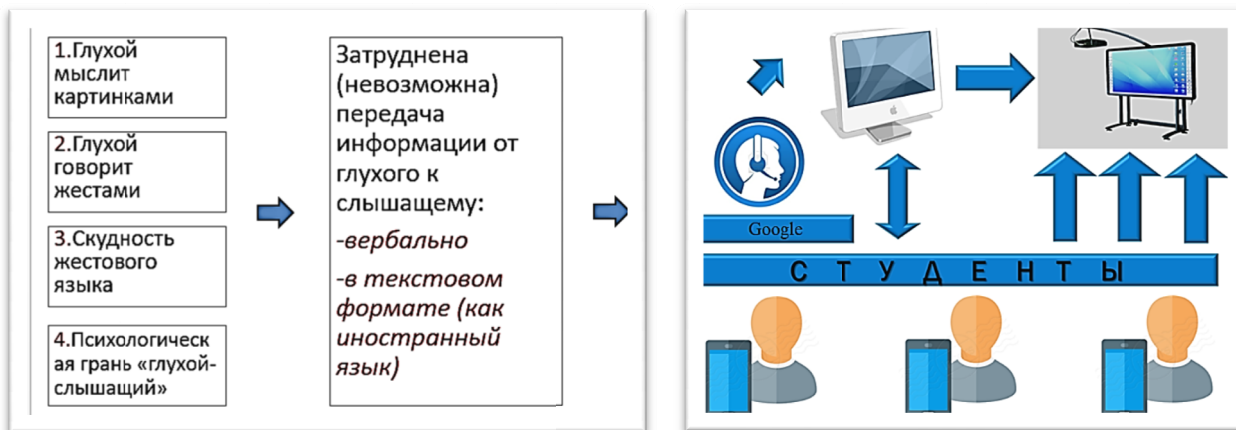 1.Глухой
мыслит
картинками
2.Глухой
говорит
жестами
3.Скудность
жестового
языка
4.Психологическ
ая грань «глухой-
слышащий»
Затруднена
(невозможна)
передача
информации от
глухого к
слышащему:
-вербально
-в текстовом
формате (как
иностранный
язык)
Google
СТУДЕНТЫ